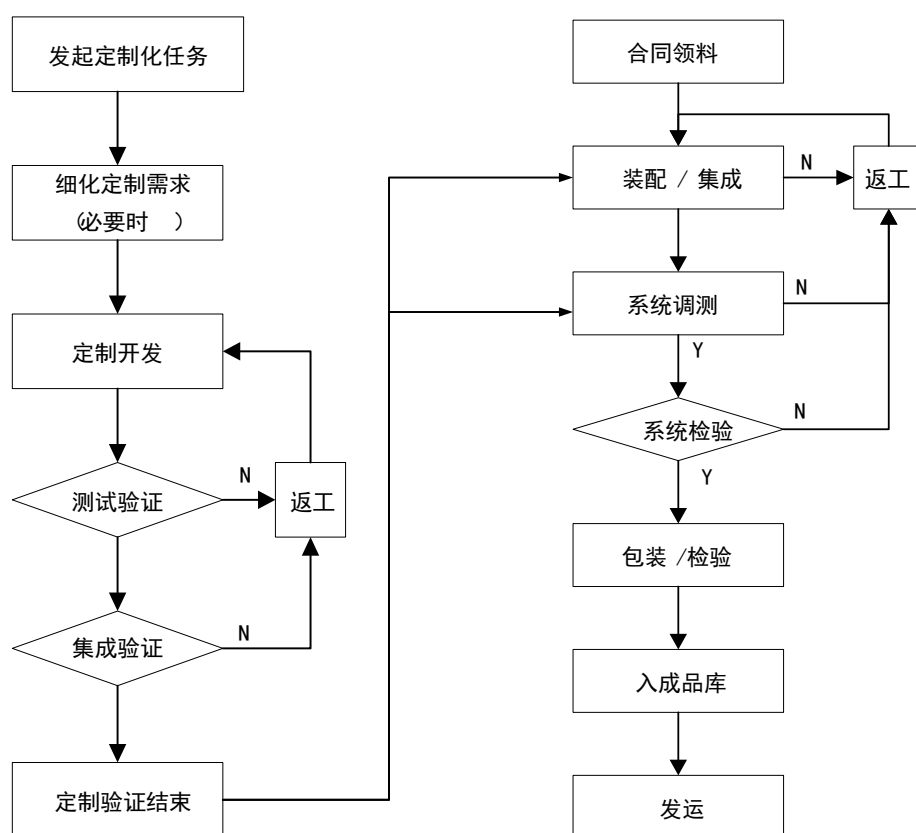 发起定制化任务
细化定制需求
(必要时 )
定制开发
测试验证
N
返工
集成验证
N
定制验证结束
合同领料
装配 / 集成
N
返工
系统调测
N
Y
系统检验
N
Y
包装 /检验
入成品库
发运